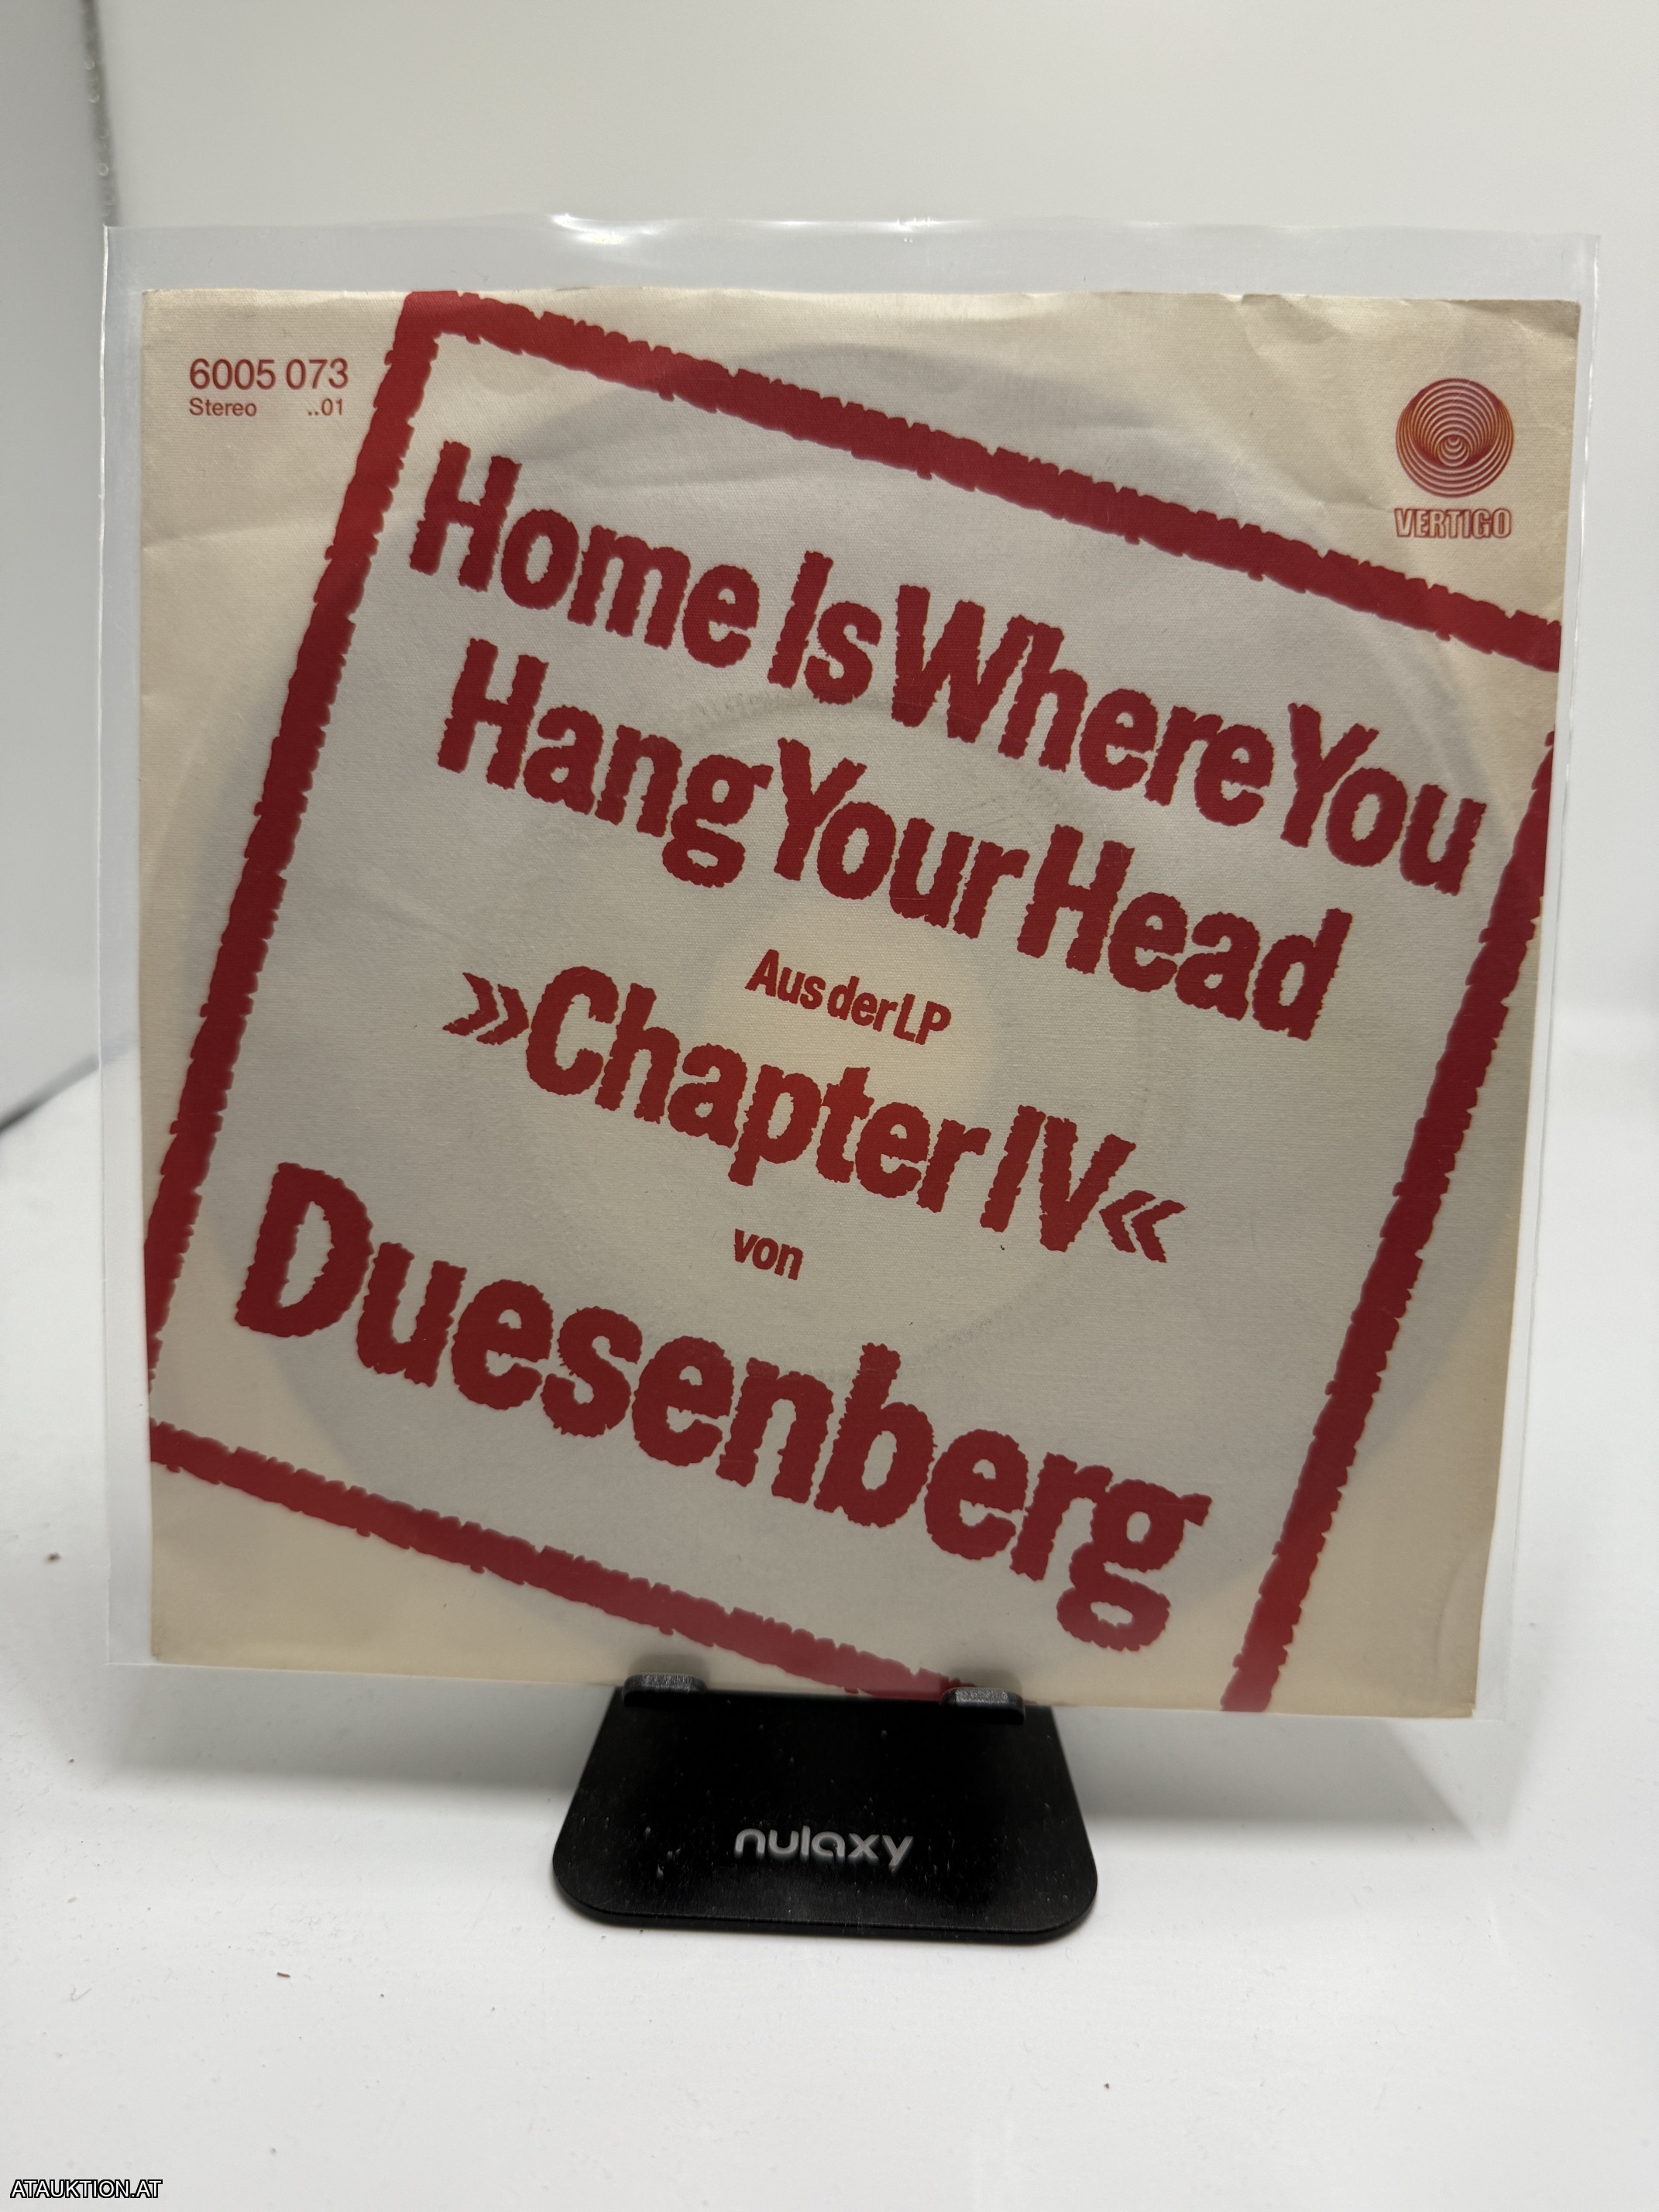 6005 073
Stereo ..01
VERTIGO
Home Is Where You
Hang Your Head
Aus der LP
»Chapter IV«
von
Duesenberg
nulaxy
ATAUKTION.AT